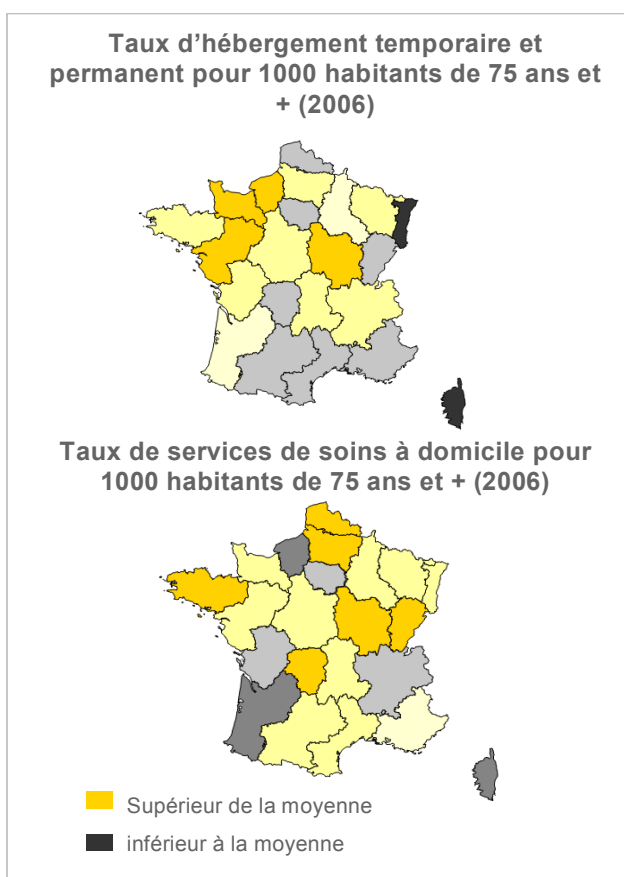 Taux d'hébergement temporaire et
permanent pour 1000 habitants de 75 ans et
+ (2006)
Taux de services de soins à domicile pour
1000 habitants de 75 ans et + (2006)
Supérieur de la moyenne
inférieur à la moyenne